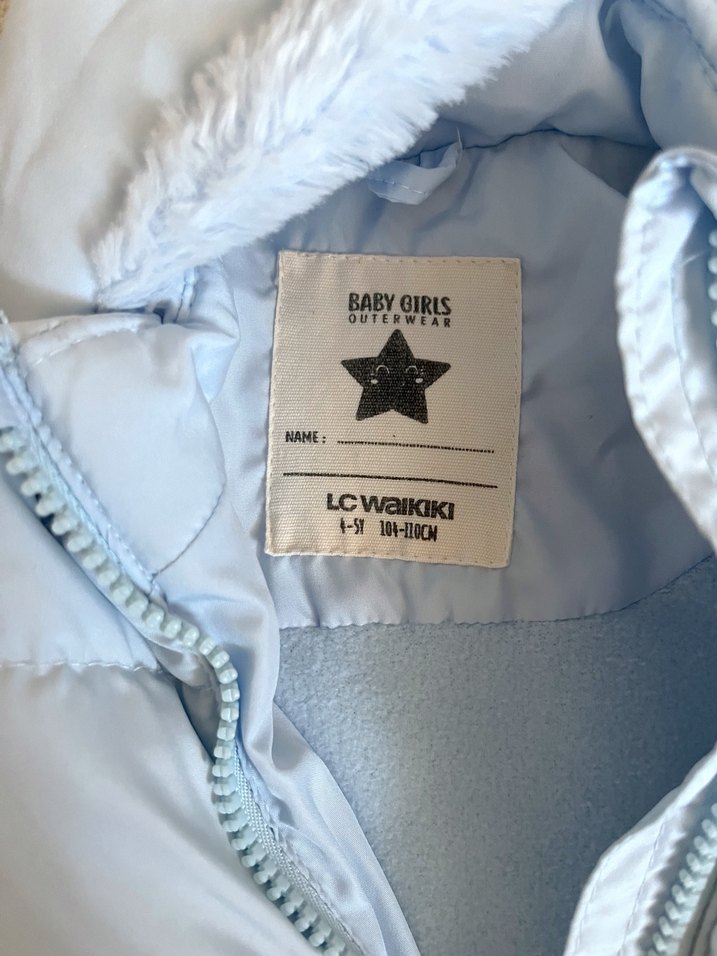 BABY GIRLS
OUTERWEAR
NAME :
LC WAIKIKI
4-5Y 104-110CM